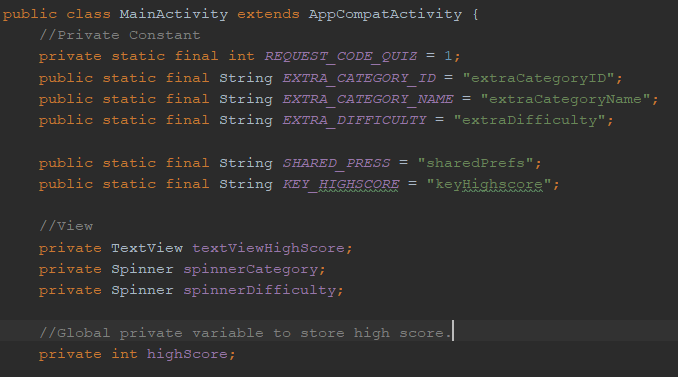 public class MainActivity extends AppCompatActivity {
//Private Constant
private static final int REQUEST_CODE_QUIZ = 1;
public static final String EXTRA_CATEGORY_ID = "extraCategoryID";
public static final String EXTRA_CATEGORY_NAME = "extraCategoryName";
public static final String EXTRA_DIFFICULTY = "extraDifficulty";
public static final String SHARED_PRESS = "sharedPrefs";
public static final String KEY_HIGHSCORE = "keyHighscore";
//View
private TextView textViewHighScore;
private Spinner spinnerCategory;
private Spinner spinnerDifficulty;
//Global private variable to store high score.
private int highScore;